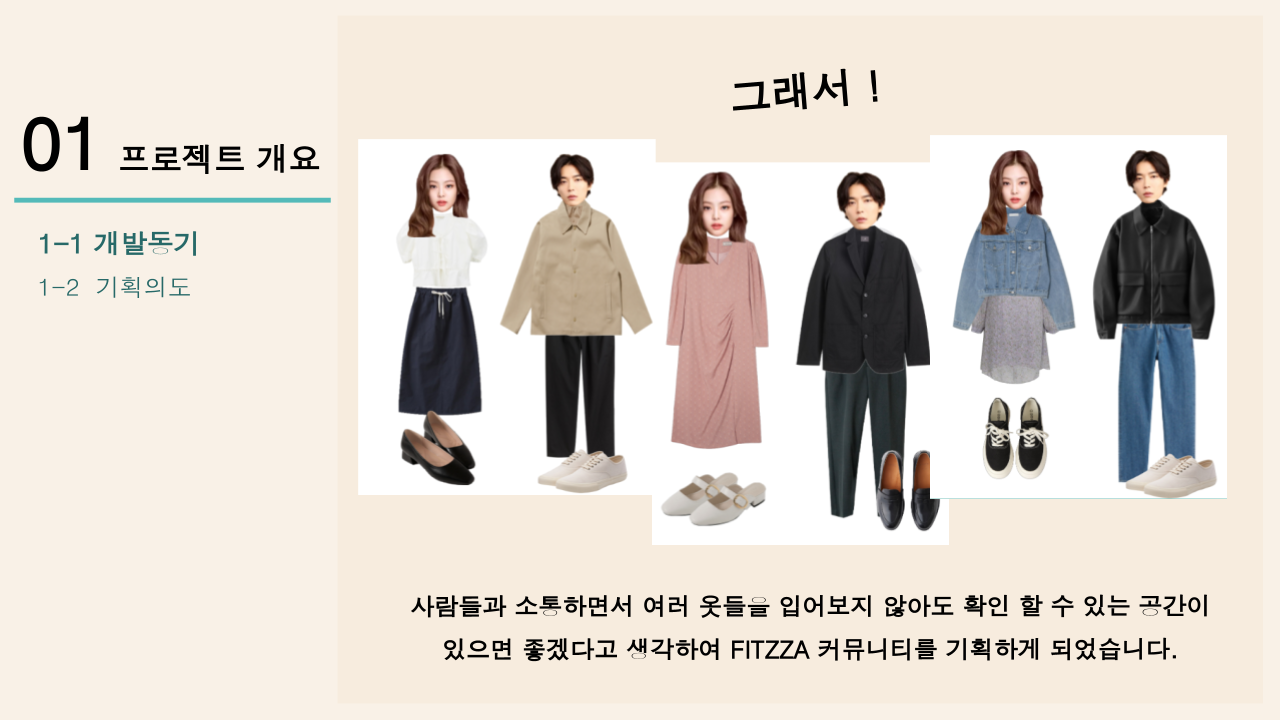 01 프로젝트 개요
1-1 개발동기
1-2 기획의도
그래서 !
사람들과 소통하면서 여러 옷들을 입어보지 않아도 확인 할 수 있는 공간이
있으면 좋겠다고 생각하여 FITZZA 커뮤니티를 기획하게 되었습니다.